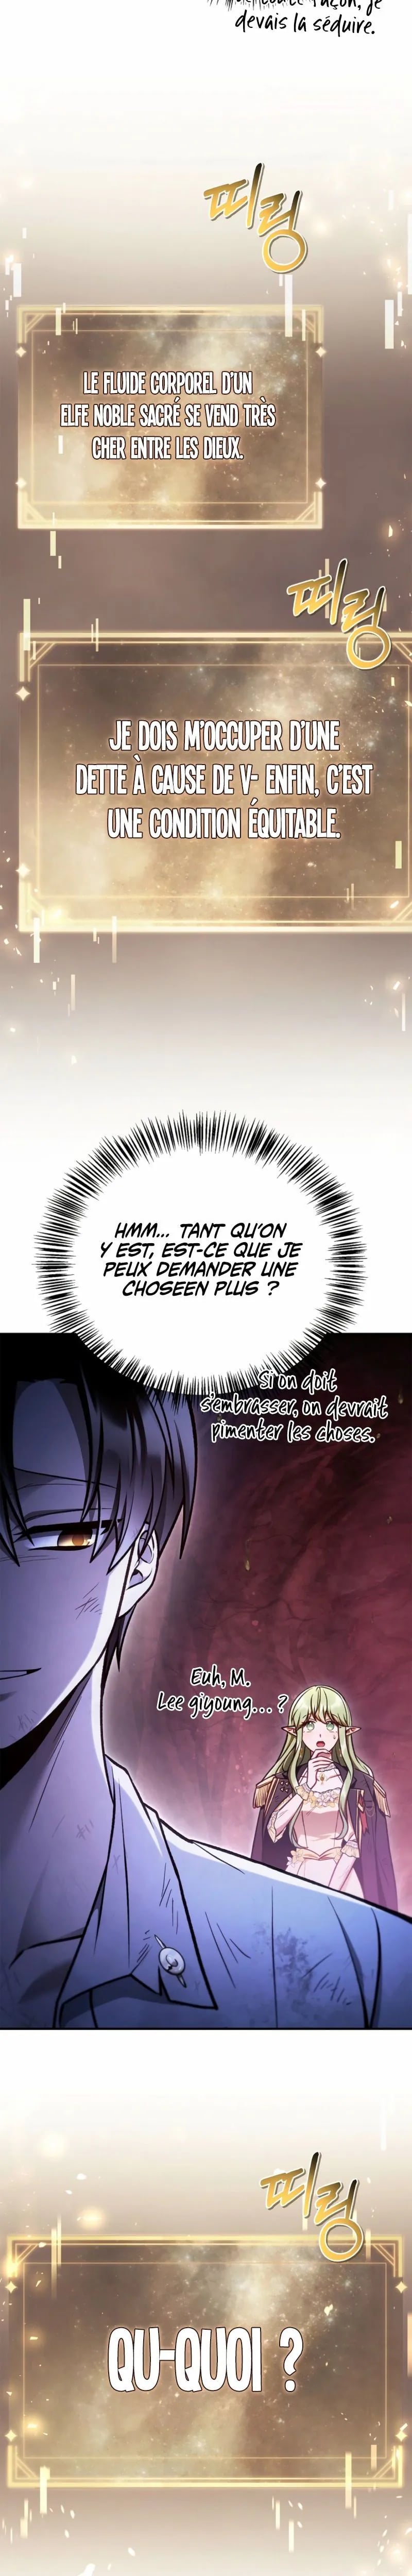 devais la séduire.
띠링
LE FLUIDE CORPOREL D'UN
ELFE NOBLE SACRÉ SE VEND TRÈS
CHER ENTRE LES DIEUX.
띠링
JE DOIS M'OCCUPER D'UNE
DETTE À CAUSE DE V- ENFIN, C'EST
UNE CONDITION ÉQUITABLE.
HMM... TANT QU'ON
Y EST, EST-CE QUE JE
PEUX DEMANDER UNE
CHOSEEN PLUS ?
Si on doit
s'embrasser, on devrait
pimenter les choses.
Euh, M.
Lee giyoung... ?
띠링
QU-QUOI ?